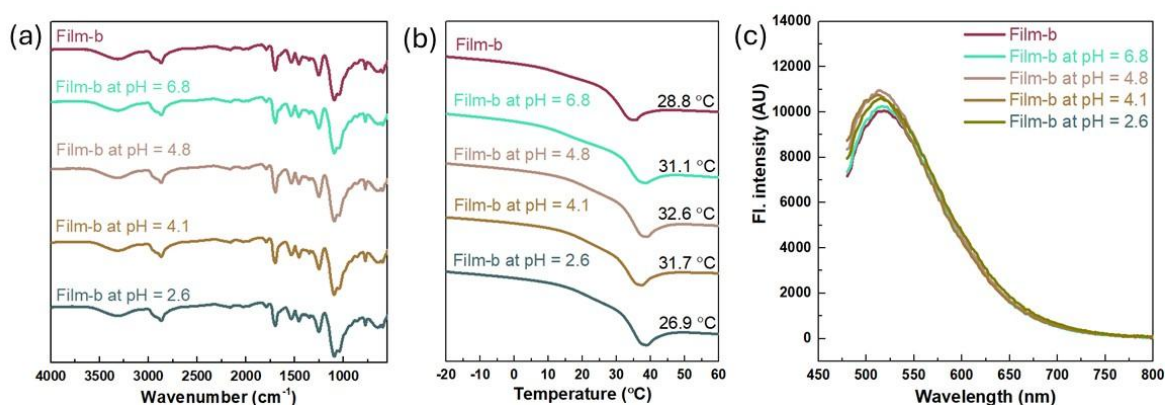 (a)
Film-b
Film-b at pH = 6.8
Film-b at pH = 4.8
Film-b at pH = 4.1
Film-b at pH = 2.6
4000 3500 3000 2500 2000 1500 1000
Wavenumber (cm⁻¹)
(b)
Film-b
28.8 °C
Film-b at pH = 6.8
31.1 °C
Film-b at pH = 4.8
32.6 °C
Film-b at pH = 4.1
31.7 °C
Film-b at pH = 2.6
26.9 °C
-20 -10 0 10 20 30 40 50 60
Temperature (°C)
(c)
Film-b
Film-b at pH = 6.8
Film-b at pH = 4.8
Film-b at pH = 4.1
Film-b at pH = 2.6
Fl. intensity (AU)
14000
12000
10000
8000
6000
4000
2000
0
450 500 550 600 650 700 750 800
Wavelength (nm)